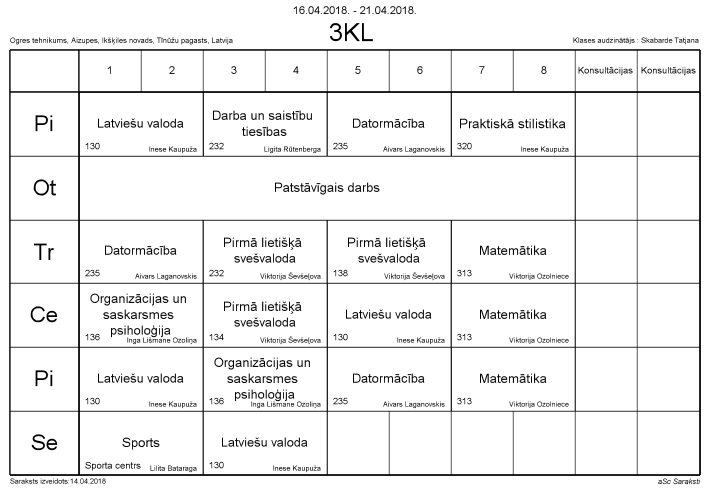 16.04.2018. - 21.04.2018.
Ogres tehnikums, Aizupes, Ikšķiles novads, Tīnūžu pagasts, Latvija
3KL
Klases audzinātājs : Skabarde Tatjana
1 2 3 4 5 6 7 8 Konsultācijas Konsultācijas
Pi
Latviešu valoda
130 Inese Kaupuža
Darba un saistību
tiesības
232 Ligita Rūtenberga
Datormācība
235 Aivars Laganovskis
Praktiskā stilistika
320 Inese Kaupuža
Ot
Patstāvīgais darbs
Tr
Datormācība
235 Aivars Laganovskis
Pirmā lietišķā
svešvaloda
232 Viktorija Ševšeļova
Pirmā lietišķā
svešvaloda
138 Viktorija Ševšeļova
Matemātika
313 Viktorija Ozolniece
Ce
Organizācijas un
saskarsmes
psiholoģija
136 Inga Lišmane Ozoliņa
Pirmā lietišķā
svešvaloda
134 Viktorija Ševšeļova
Latviešu valoda
130 Inese Kaupuža
Matemātika
313 Viktorija Ozolniece
Pi
Latviešu valoda
130 Inese Kaupuža
Organizācijas un
saskarsmes
psiholoģija
136 Inga Lišmane Ozoliņa
Datormācība
235 Aivars Laganovskis
Matemātika
313 Viktorija Ozolniece
Se
Sports
Sporta centrs Lilita Bataraga
Latviešu valoda
130 Inese Kaupuža
Saraksts izveidots:14.04.2018
aSc Saraksti